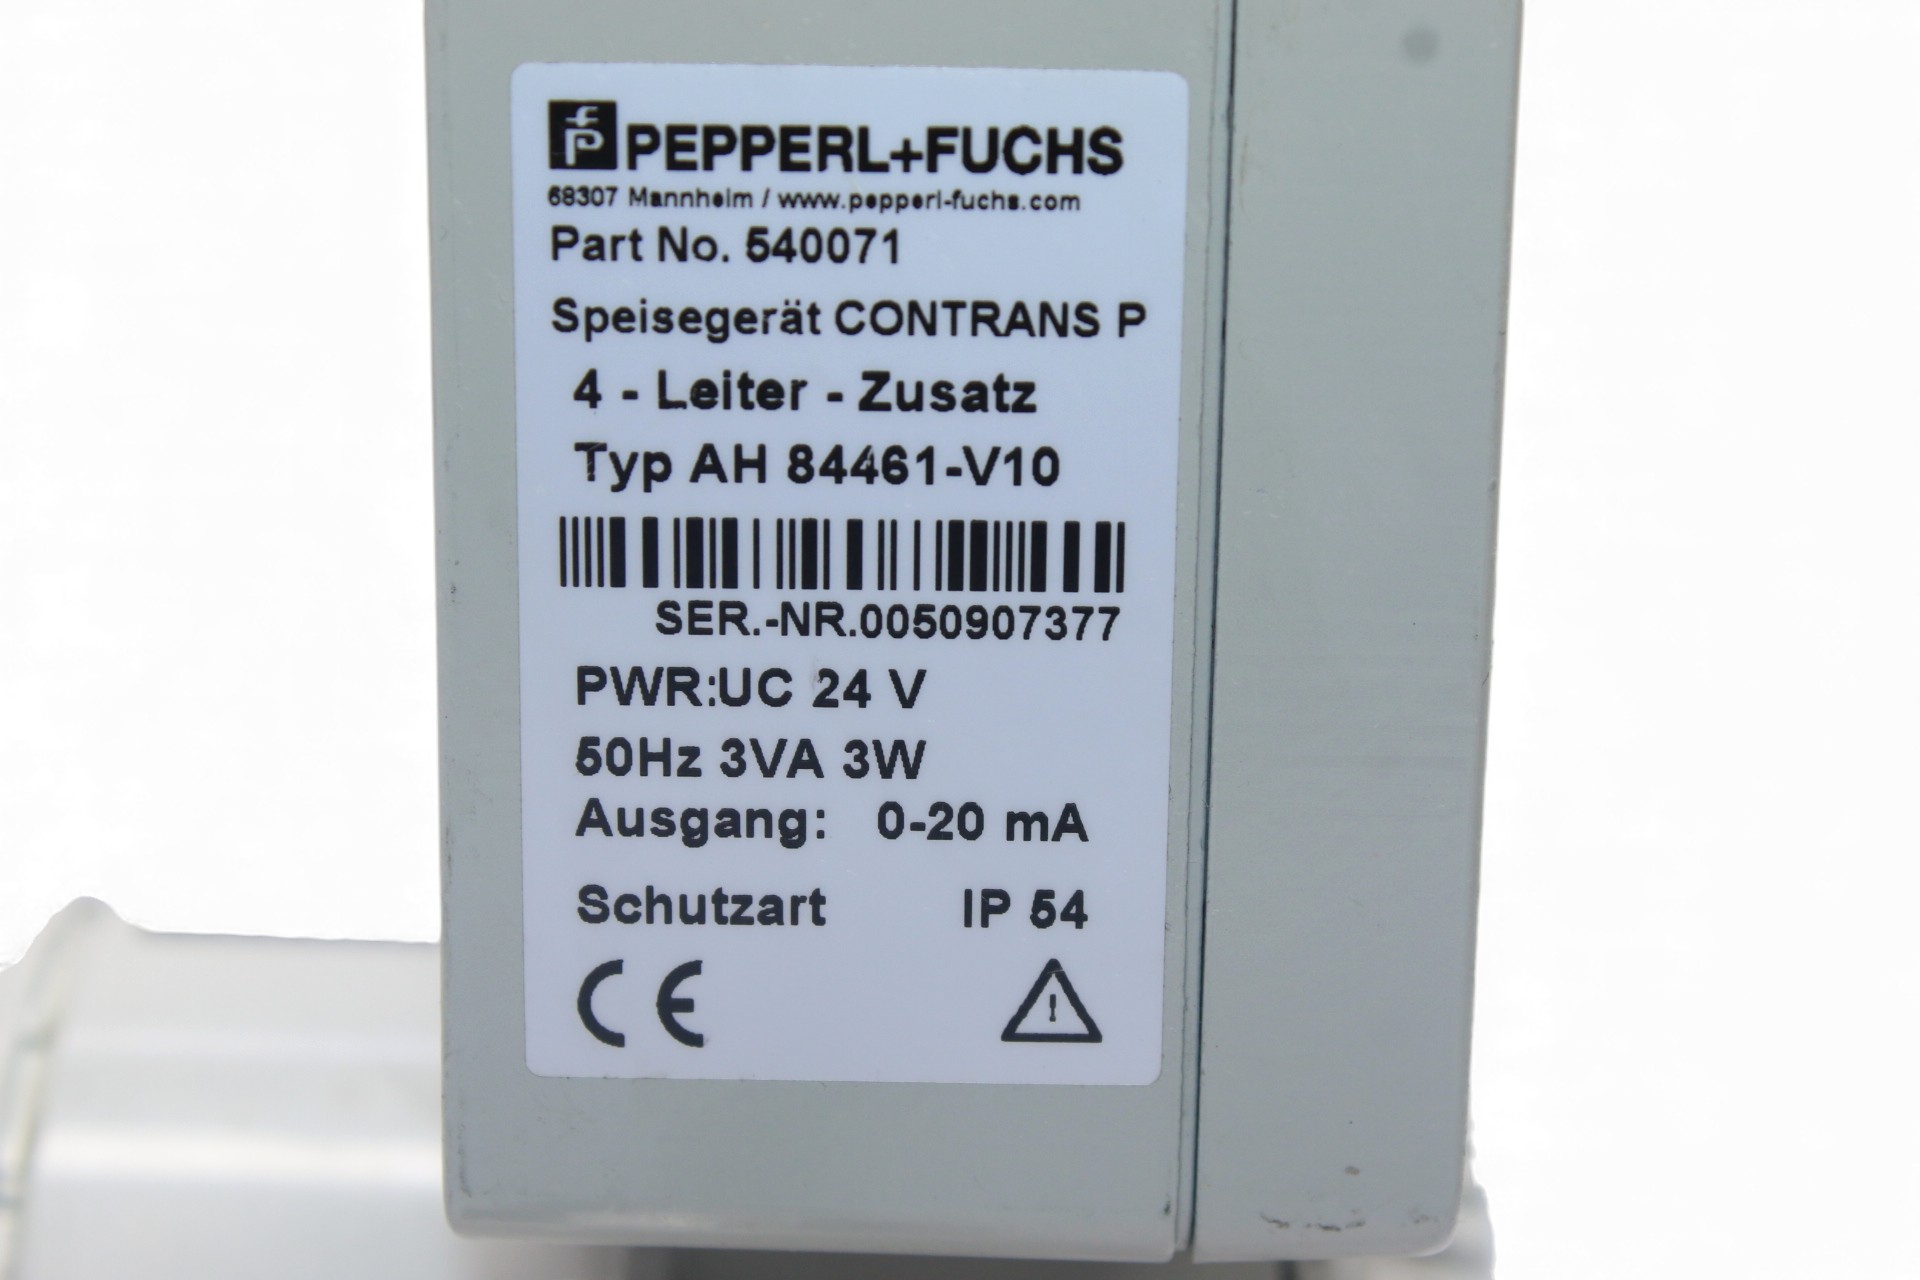 PEPPERL+FUCHS
68307 Mannheim / www.pepperl-fuchs.com
Part No. 540071
Speisegerät CONTRANS P
4 - Leiter - Zusatz
Typ AH 84461-V10
SER.-NR.0050907377
PWR:UC 24 V
50Hz 3VA 3W
Ausgang: 0-20 mA
Schutzart IP 54
CE